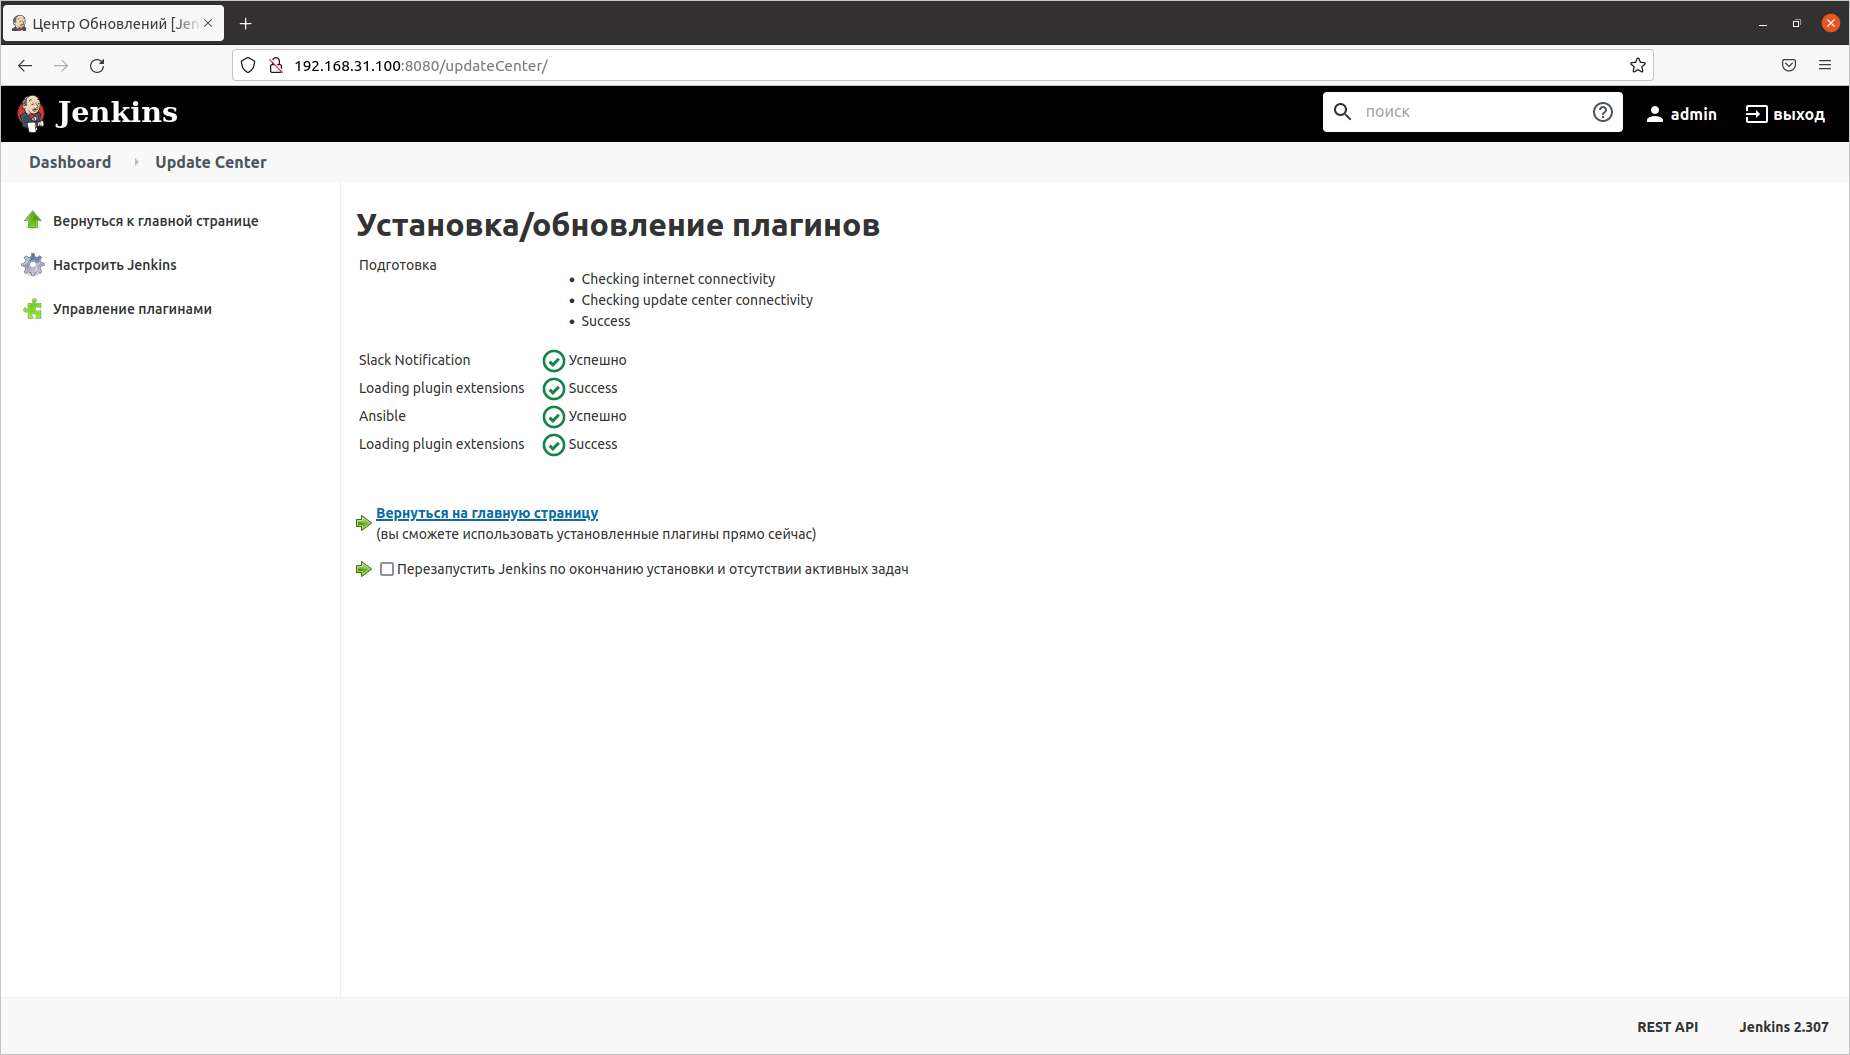 Центр Обновлений [Jen
192.168.31.100:8080/updateCenter/
Jenkins
поиск
admin
выход
Dashboard
Update Center
Вернуться к главной странице
Настроить Jenkins
Управление плагинами
Установка/обновление плагинов
Подготовка
Checking internet connectivity
Checking update center connectivity
Success
Slack Notification Успешно
Loading plugin extensions Success
Ansible Успешно
Loading plugin extensions Success
Вернуться на главную страницу
(вы сможете использовать установленные плагины прямо сейчас)
Перезапустить Jenkins по окончанию установки и отсутствии активных задач
REST API
Jenkins 2.307